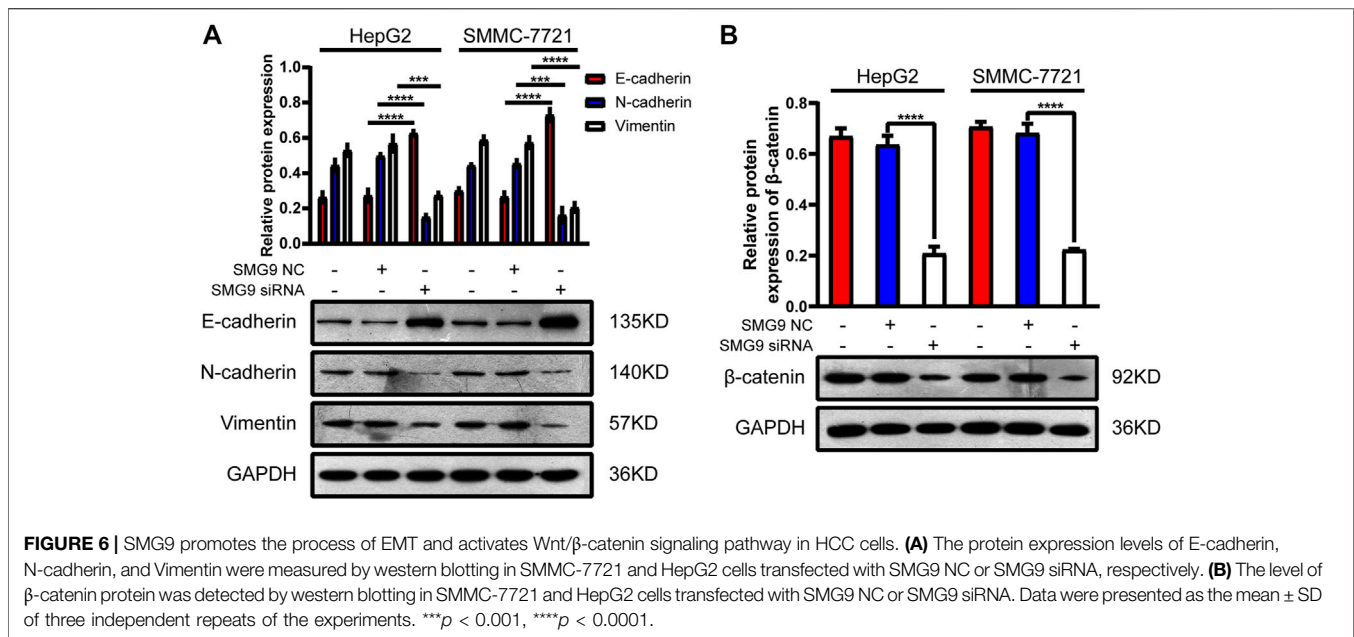 A
HepG2 SMMC-7721
**** 
*** ***
**** ****
1.0
0.8
0.6
0.4
0.2
0.0
Relative protein expression
E-cadherin
N-cadherin
Vimentin
SMG9 NC - + - - + -
SMG9 siRNA - - + - - +
E-cadherin 135KD
N-cadherin 140KD
Vimentin 57KD
GAPDH 36KD
B
HepG2 SMMC-7721
**** ****
0.8
0.6
0.4
0.2
0.0
Relative protein
expression of β-catenin
SMG9 NC - + - - + -
SMG9 siRNA - - + - - +
β-catenin 92KD
GAPDH 36KD
FIGURE 6 | SMG9 promotes the process of EMT and activates Wnt/β-catenin signaling pathway in HCC cells. (A) The protein expression levels of E-cadherin,
N-cadherin, and Vimentin were measured by western blotting in SMMC-7721 and HepG2 cells transfected with SMG9 NC or SMG9 siRNA, respectively. (B) The level of
β-catenin protein was detected by western blotting in SMMC-7721 and HepG2 cells transfected with SMG9 NC or SMG9 siRNA. Data were presented as the mean ± SD
of three independent repeats of the experiments. ***p < 0.001, ****p < 0.0001.